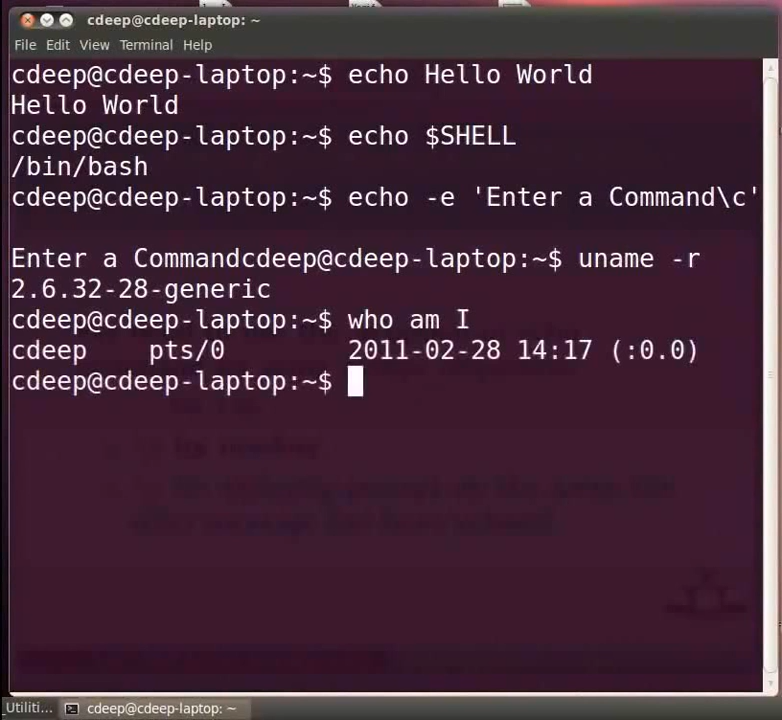 cdeep@cdeep-laptop: ~
File Edit View Terminal Help
cdeep@cdeep-laptop:~$ echo Hello World
Hello World
cdeep@cdeep-laptop:~$ echo $SHELL
/bin/bash
cdeep@cdeep-laptop:~$ echo -e 'Enter a Command\c'
Enter a Commandcdeep@cdeep-laptop:~$ uname -r
2.6.32-28-generic
cdeep@cdeep-laptop:~$ who am I
cdeep pts/0 2011-02-28 14:17 (:0.0)
cdeep@cdeep-laptop:~$
Utiliti... cdeep@cdeep-laptop: ~